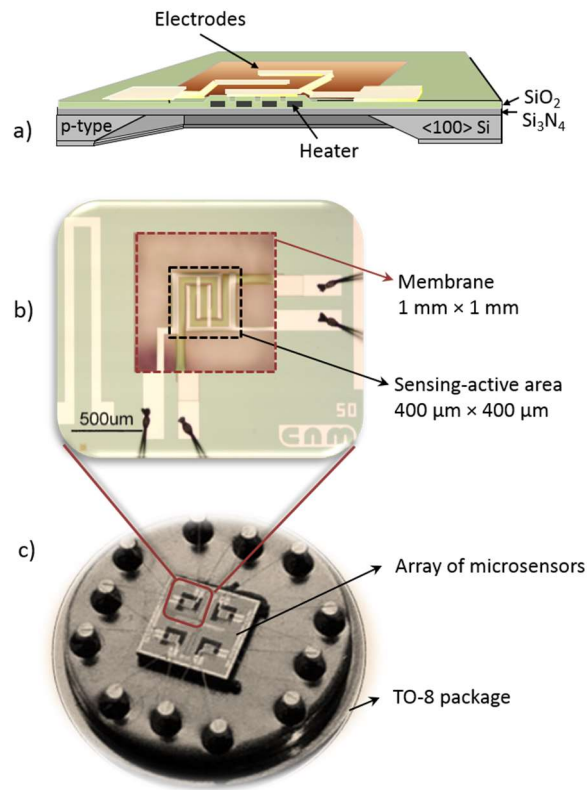 Electrodes
SiO₂
Si₃N₄
a)
p-type
<100> Si
Heater
b)
Membrane
1 mm × 1 mm
Sensing-active area
400 µm × 400 µm
500um
50
cnm
c)
Array of microsensors
TO-8 package